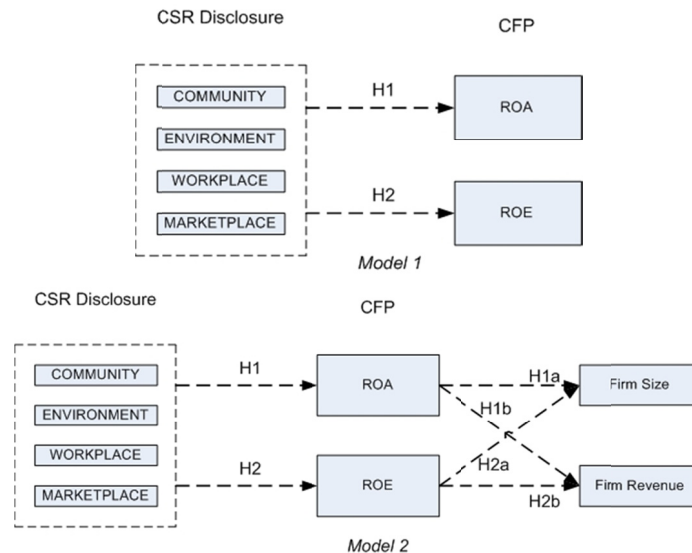 CSR Disclosure
CFP
COMMUNITY
ENVIRONMENT
WORKPLACE
MARKETPLACE
H1
H2
ROA
ROE
Model 1
CSR Disclosure
CFP
COMMUNITY
ENVIRONMENT
WORKPLACE
MARKETPLACE
H1
H2
ROA
ROE
H1a
H1b
H2a
H2b
Firm Size
Firm Revenue
Model 2